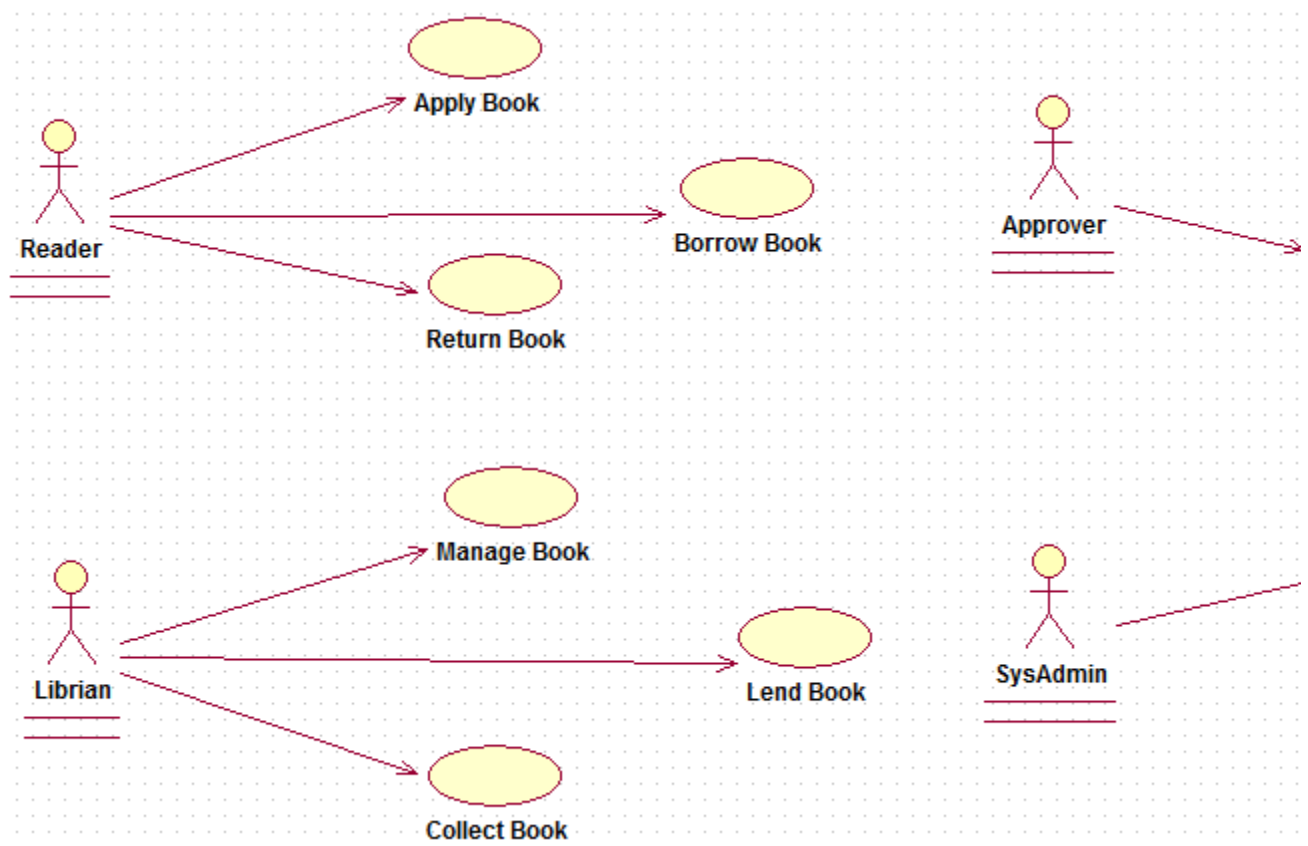 Apply Book
Reader
Borrow Book
Approver
Return Book
Manage Book
Librian
Lend Book
SysAdmin
Collect Book